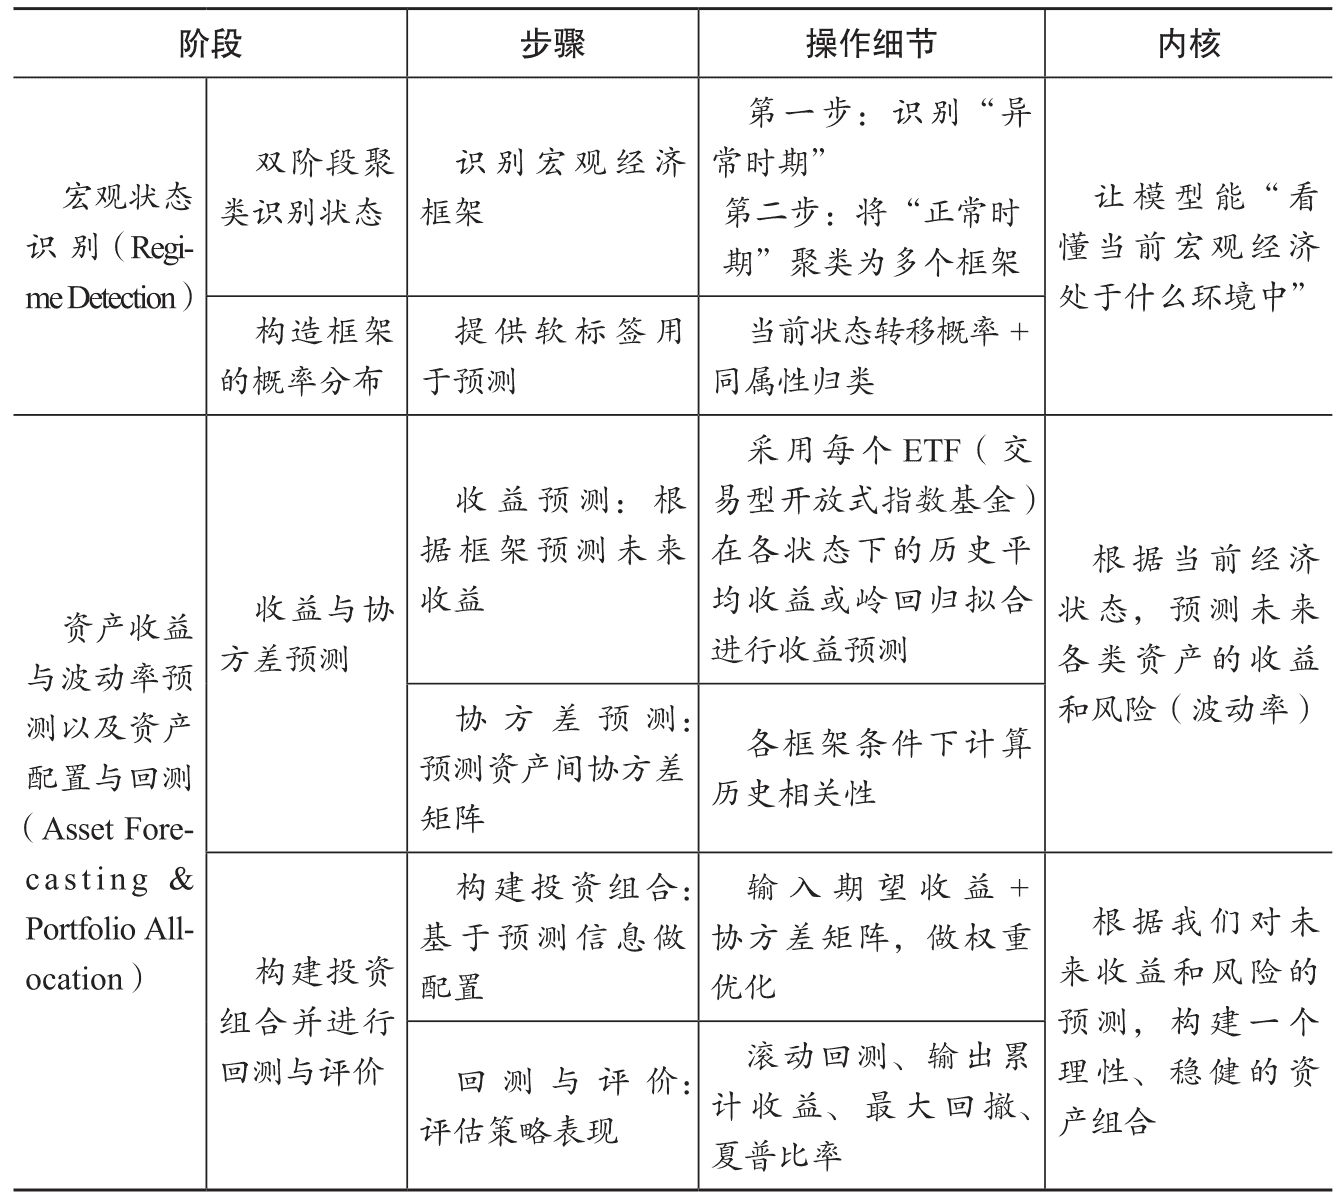 阶段 步骤 操作细节 内核
宏观状态
识别（Regi-
me Detection）
双阶段聚
类识别状态
识别宏观经济
框架
第一步：识别“异
常时期”
第二步：将“正常时
期”聚类为多个框架
让模型能“看
懂当前宏观经济
处于什么环境中”
构造框架
的概率分布
提供软标签用
于预测
当前状态转移概率+
同属性归类
资产收益
与波动率预
测以及资产
配置与回测
（Asset Fore-
casting &
Portfolio All-
ocation）
收益与协
方差预测
收益预测：根
据框架预测未来
收益
采用每个ETF（交
易型开放式指数基金）
在各状态下的历史平
均收益或岭回归拟合
进行收益预测
根据当前经济
状态，预测未来
各类资产的收益
和风险（波动率）
协方差预测：
预测资产间协方差
矩阵
各框架条件下计算
历史相关性
构建投资
组合并进行
回测与评价
构建投资组合：
基于预测信息做
配置
输入期望收益+
协方差矩阵，做权重
优化
根据我们对未
来收益和风险的
预测，构建一个
理性、稳健的资
产组合
回测与评价：
评估策略表现
滚动回测、输出累
计收益、最大回撤、
夏普比率